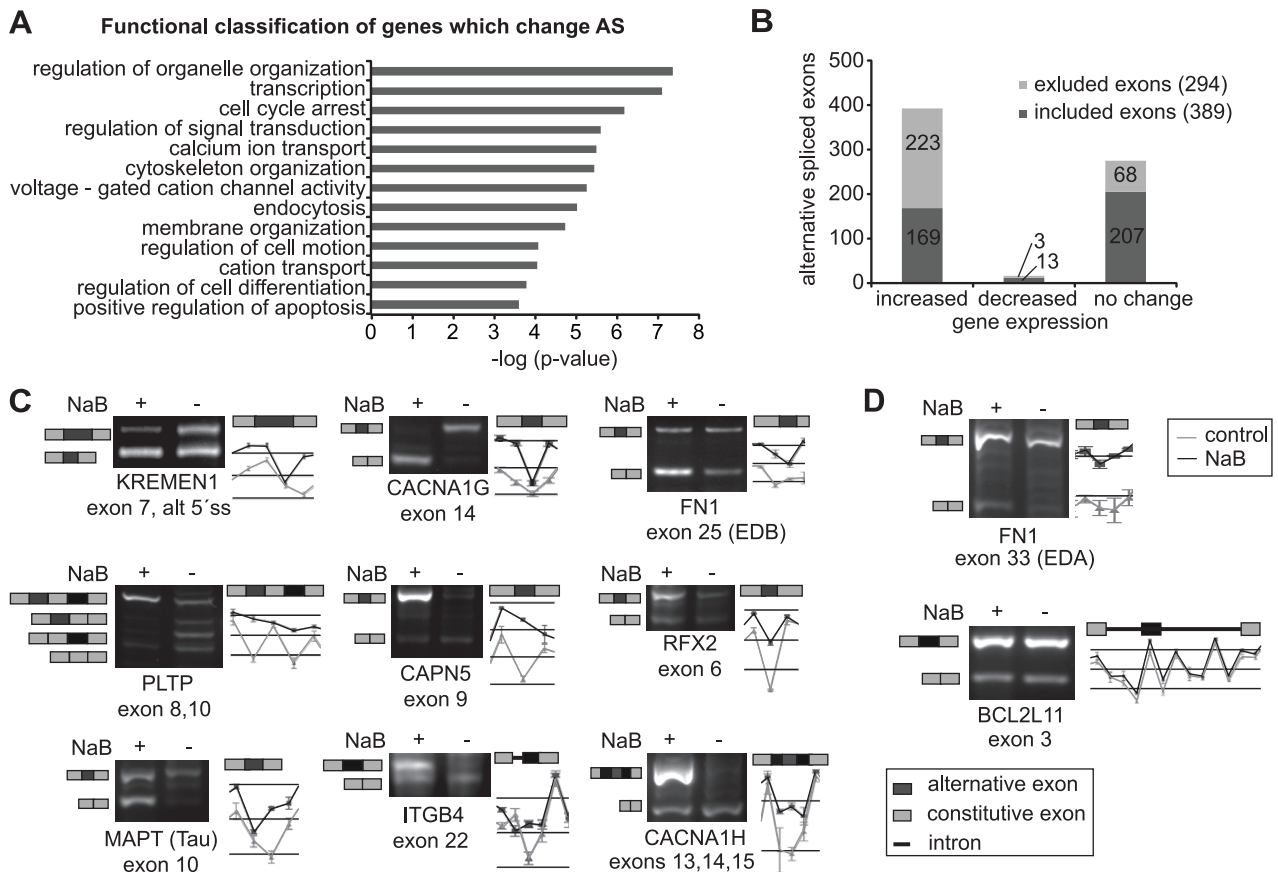 A
Functional classification of genes which change AS
regulation of organelle organization
transcription
cell cycle arrest
regulation of signal transduction
calcium ion transport
cytoskeleton organization
voltage - gated cation channel activity
endocytosis
membrane organization
regulation of cell motion
cation transport
regulation of cell differentiation
positive regulation of apoptosis
0 1 2 3 4 5 6 7 8
-log (p-value)
B
alternative spliced exons
500
400
300
200
100
0
exluded exons (294)
included exons (389)
223
169
3
13
68
207
increased decreased no change
gene expression
C
NaB + -
KREMEN1
exon 7, alt 5´ss
NaB + -
CACNA1G
exon 14
NaB + -
FN1
exon 25 (EDB)
NaB + -
PLTP
exon 8,10
NaB + -
CAPN5
exon 9
NaB + -
RFX2
exon 6
NaB + -
MAPT (Tau)
exon 10
NaB + -
ITGB4
exon 22
NaB + -
CACNA1H
exons 13,14,15
D
NaB + -
FN1
exon 33 (EDA)
control
NaB
NaB + -
BCL2L11
exon 3
alternative exon
constitutive exon
intron